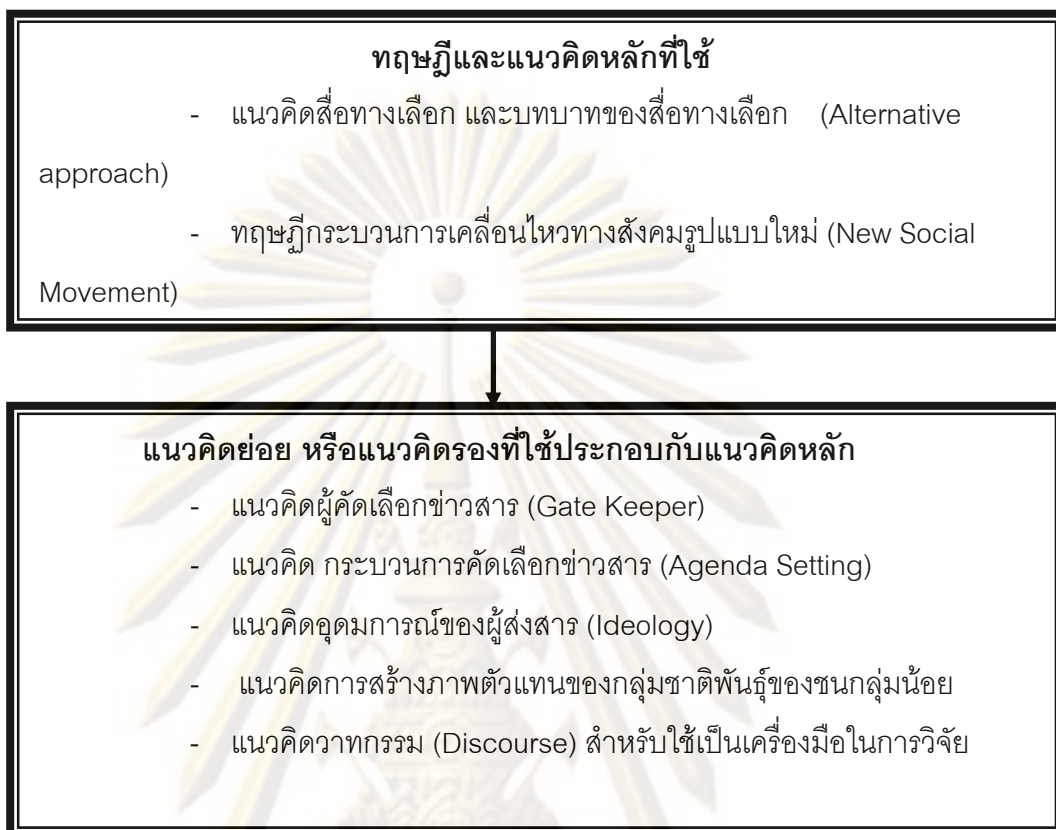 ทฤษฎีและแนวคิดหลักที่ใช้
- แนวคิดสื่อทางเลือก และบทบาทของสื่อทางเลือก (Alternative
approach)
- ทฤษฏีกระบวนการเคลื่อนไหวทางสังคมรูปแบบใหม่ (New Social
Movement)
แนวคิดย่อย หรือแนวคิดรองที่ใช้ประกอบกับแนวคิดหลัก
- แนวคิดผู้คัดเลือกข่าวสาร (Gate Keeper)
- แนวคิด กระบวนการคัดเลือกข่าวสาร (Agenda Setting)
- แนวคิดอุดมการณ์ของผู้ส่งสาร (Ideology)
- แนวคิดการสร้างภาพตัวแทนของกลุ่มชาติพันธุ์ของชนกลุ่มน้อย
- แนวคิดวาทกรรม (Discourse) สำหรับใช้เป็นเครื่องมือในการวิจัย